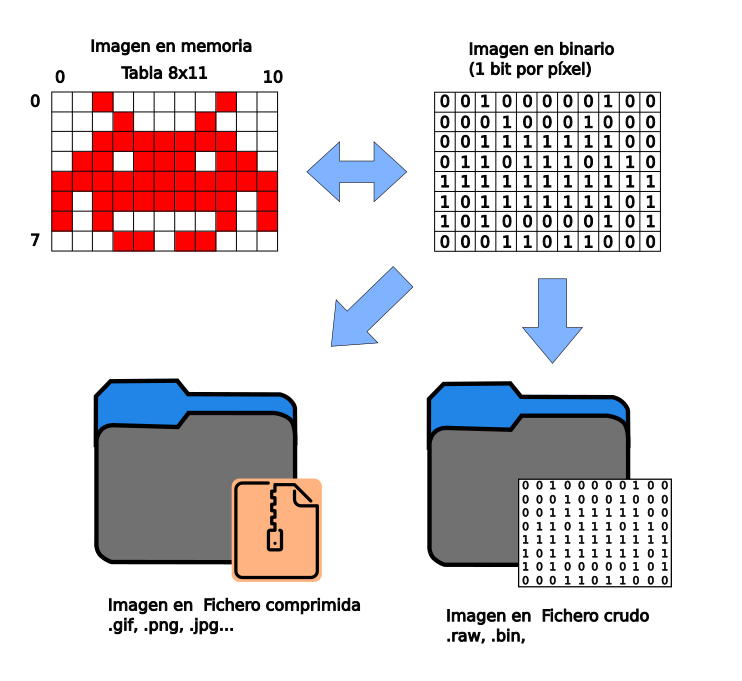 Imagen en memoria
Tabla 8x11
0 10
0
7
Imagen en binario
(1 bit por píxel)
0 0 1 0 0 0 0 0 1 0 0
0 0 0 1 0 0 0 1 0 0 0
0 0 1 1 1 1 1 1 1 0 0
0 1 1 0 1 1 1 0 1 1 0
1 1 1 1 1 1 1 1 1 1 1
1 0 1 1 1 1 1 1 1 0 1
1 0 1 0 0 0 0 0 1 0 1
0 0 0 1 1 0 1 1 0 0 0
Imagen en Fichero comprimida
.gif, .png, .jpg...
0 0 1 0 0 0 0 0 1 0 0
0 0 0 1 0 0 0 1 0 0 0
0 0 1 1 1 1 1 1 1 0 0
0 1 1 0 1 1 1 0 1 1 0
1 1 1 1 1 1 1 1 1 1 1
1 0 1 1 1 1 1 1 1 0 1
1 0 1 0 0 0 0 0 1 0 1
0 0 0 1 1 0 1 1 0 0 0
Imagen en Fichero crudo
.raw, .bin,